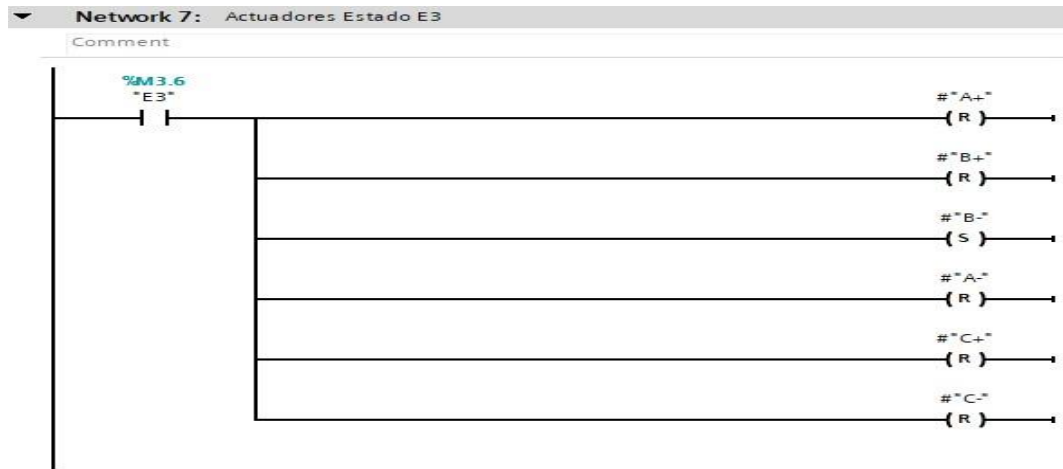 Network 7: Actuadores Estado E3
Comment
%M3.6
"E3"
#"A+"
( R )
#"B+"
( R )
#"B-"
( S )
#"A-"
( R )
#"C+"
( R )
#"C-"
( R )